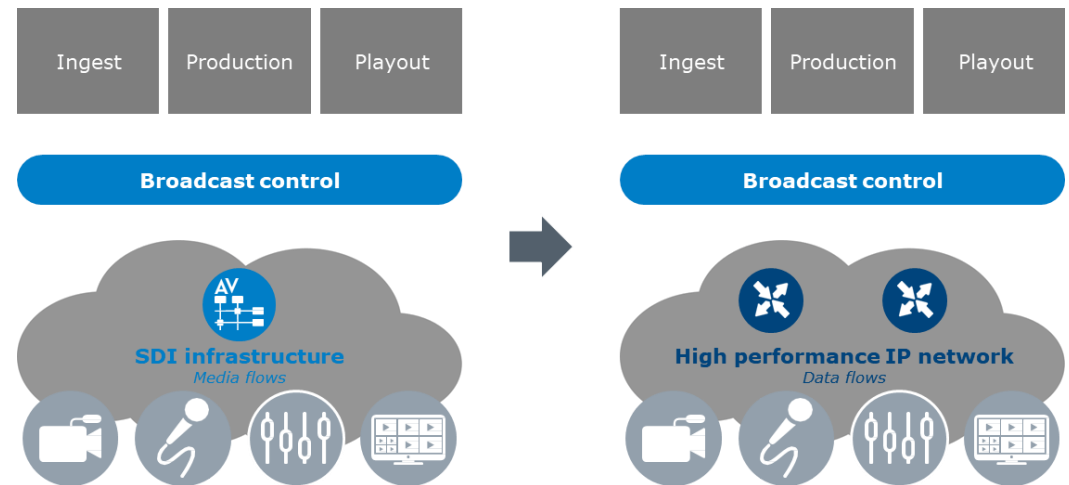 Ingest
Production
Playout
Broadcast control
AV
SDI infrastructure
Media flows
Ingest
Production
Playout
Broadcast control
High performance IP network
Data flows